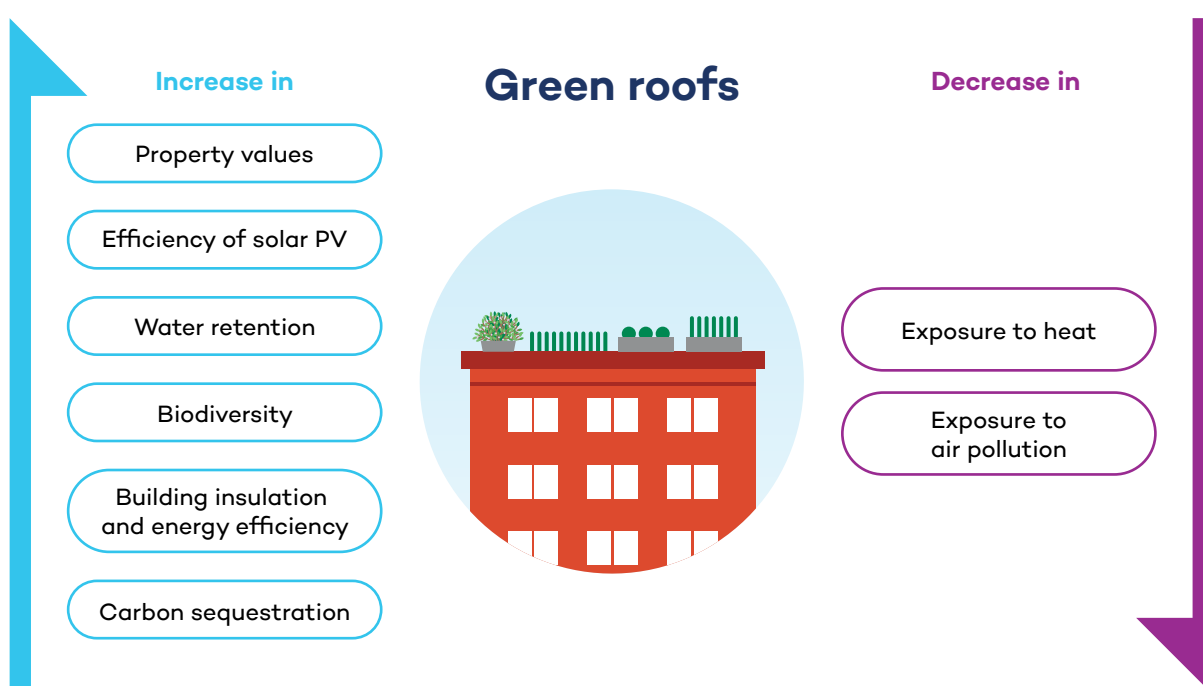 Green roofs
Increase in
Property values
Efficiency of solar PV
Water retention
Biodiversity
Building insulation
and energy efficiency
Carbon sequestration
Decrease in
Exposure to heat
Exposure to
air pollution